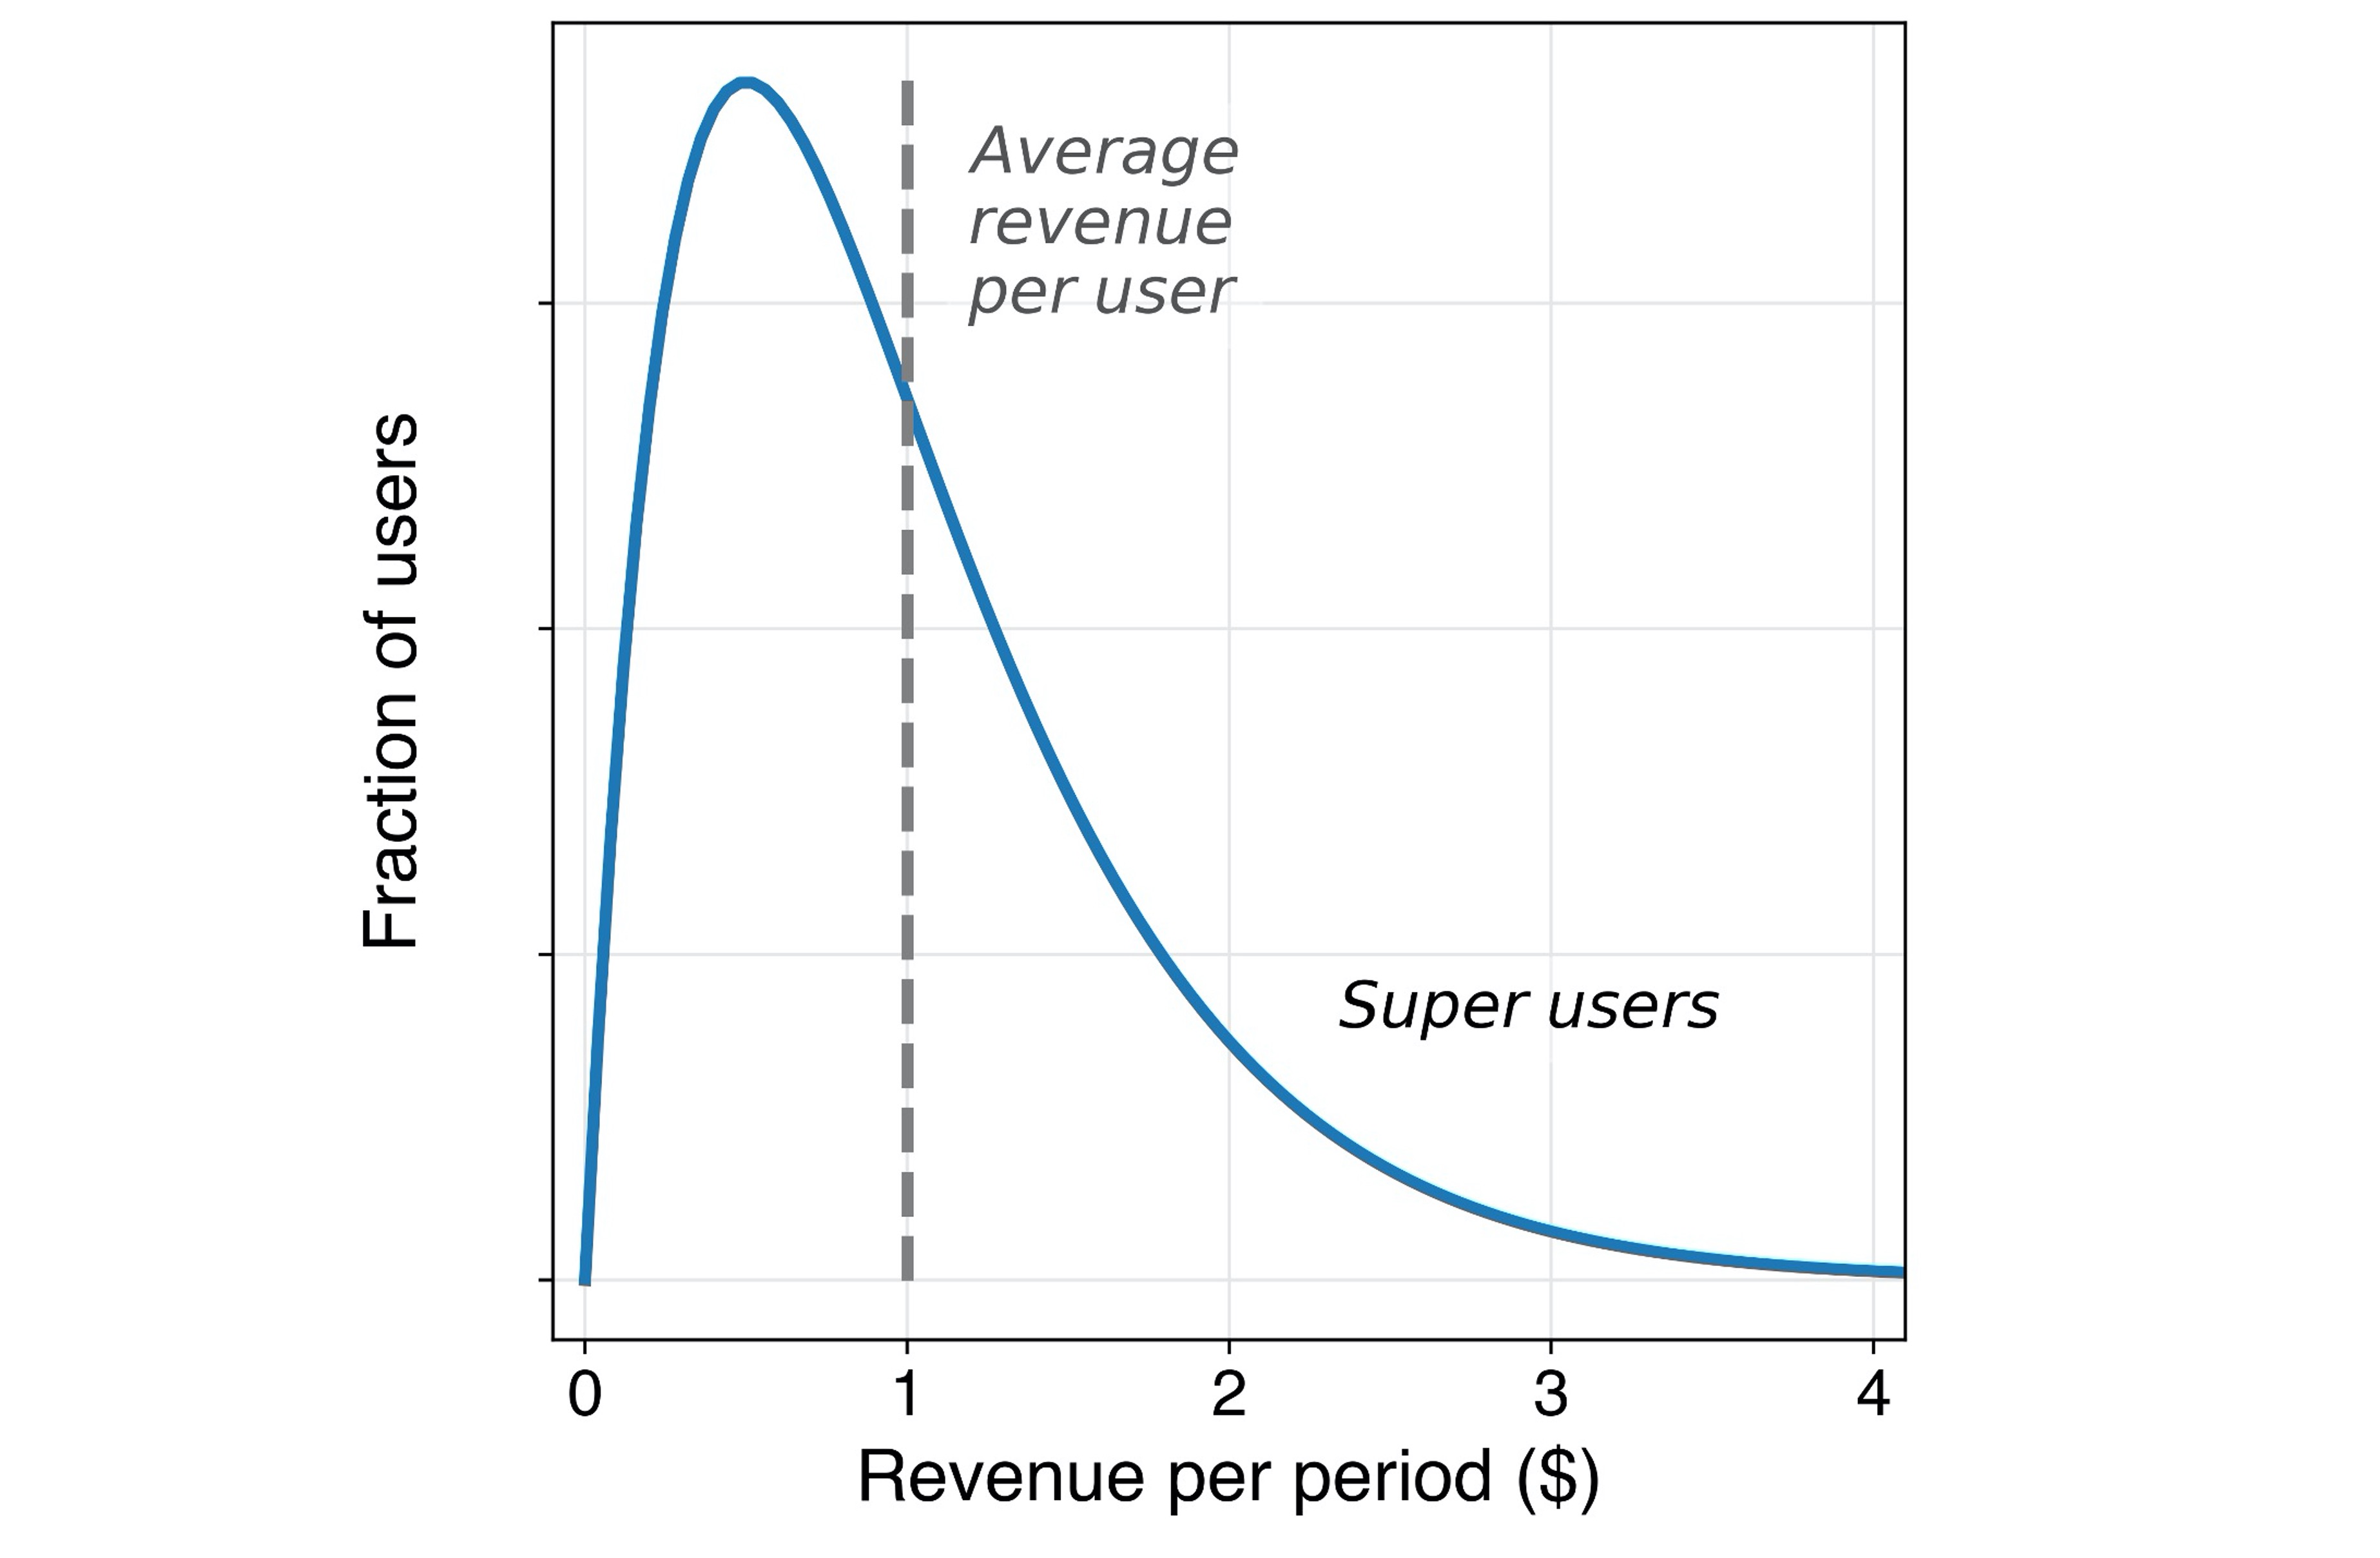 Average
revenue
per user
Super users
Fraction of users
0 1 2 3 4
Revenue per period ($)